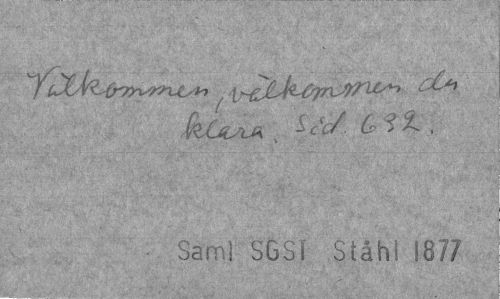 Välkommen, välkommen du
klara. Sid. 632.
Saml SGSI Ståhl 1877